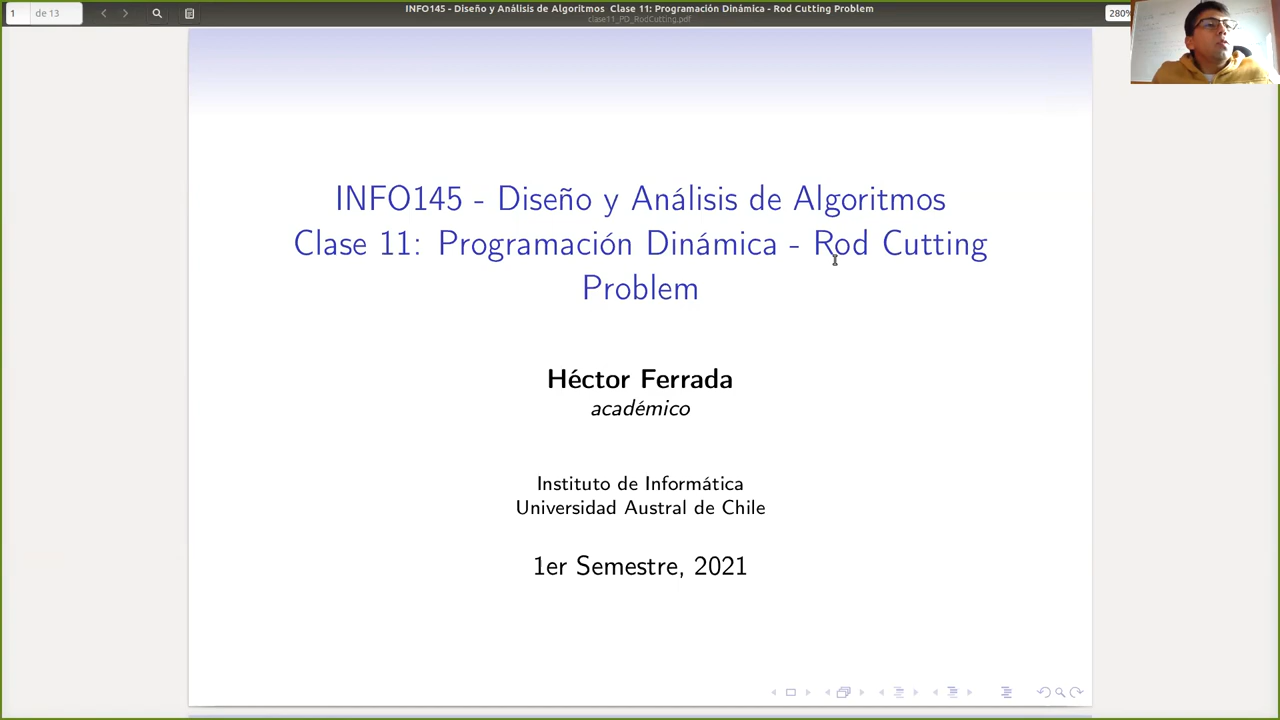 1 de 13
INFO145 - Diseño y Análisis de Algoritmos Clase 11: Programación Dinámica - Rod Cutting Problem
clase11_PD_RodCutting.pdf
280%
INFO145 - Diseño y Análisis de Algoritmos
Clase 11: Programación Dinámica - Rod Cutting
Problem
Héctor Ferrada
académico
Instituto de Informática
Universidad Austral de Chile
1er Semestre, 2021